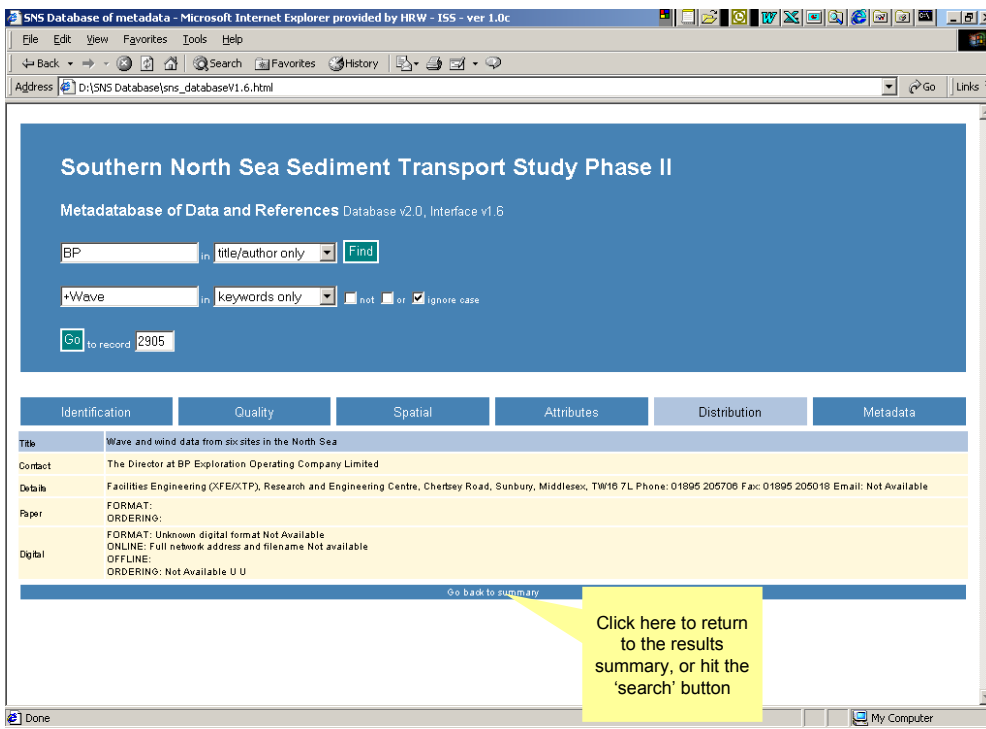 SNS Database of metadata - Microsoft Internet Explorer provided by HRW - ISS - ver 1.0c
File Edit View Favorites Tools Help
Back Search Favorites History
Address D:\SNS Database\sns_databaseV1.6.html Go Links
Southern North Sea Sediment Transport Study Phase II
Metadatabase of Data and References Database v2.0, Interface v1.6
BP in title/author only Find
+Wave in keywords only not or ignore case
Go to record 2905
Identification Quality Spatial Attributes Distribution Metadata
Title Wave and wind data from six sites in the North Sea
Contact The Director at BP Exploration Operating Company Limited
Details Facilities Engineering (XFE/XTP), Research and Engineering Centre, Chertsey Road, Sunbury, Middlesex, TW16 7L Phone: 01895 205706 Fax: 01895 205018 Email: Not Available
Paper FORMAT:
ORDERING:
Digital FORMAT: Unknown digital format Not Available
ONLINE: Full network address and filename Not available
OFFLINE:
ORDERING: Not Available U U
Go back to summary
Click here to return
to the results
summary, or hit the
‘search’ button
Done My Computer